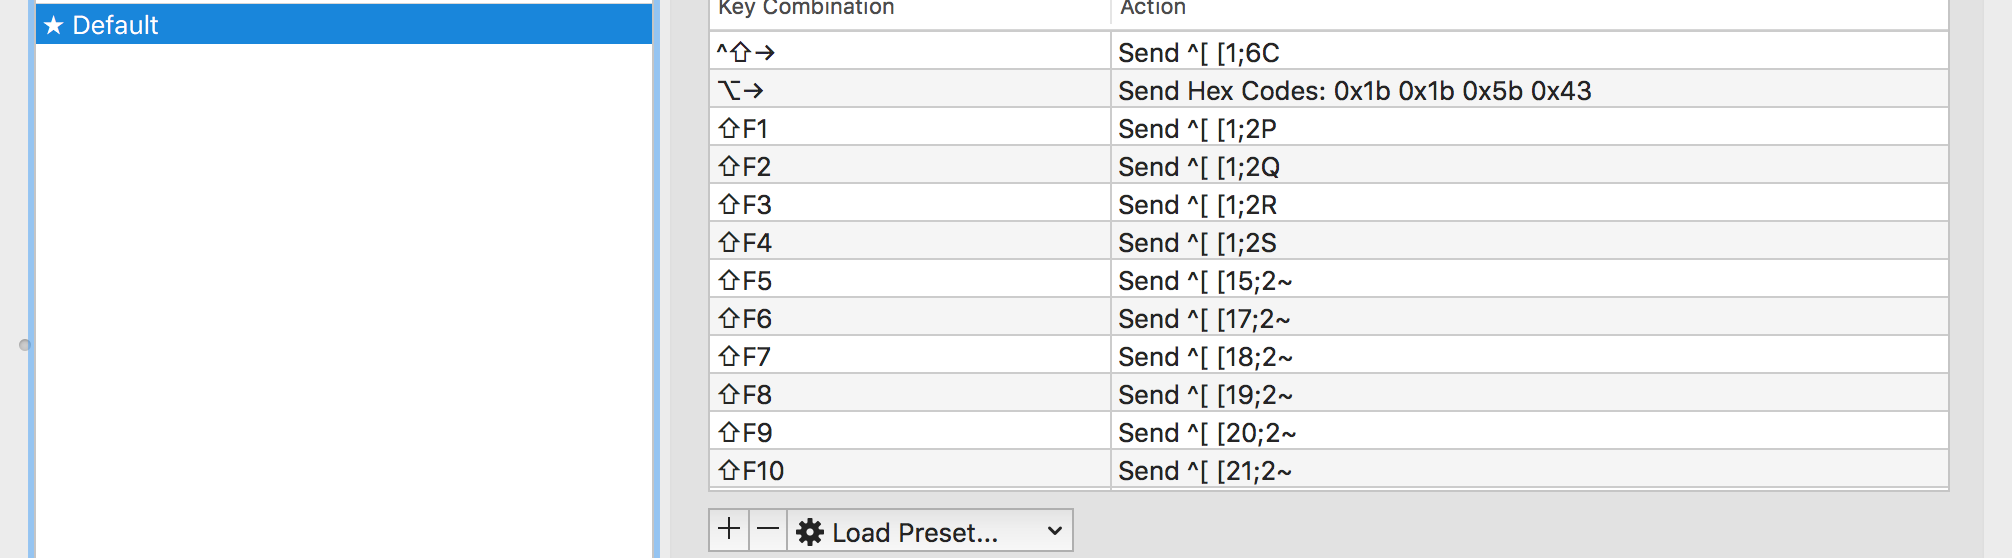 ★ Default
Key Combination Action
^⇧→ Send ^[ [1;6C
⌥→ Send Hex Codes: 0x1b 0x1b 0x5b 0x43
⇧F1 Send ^[ [1;2P
⇧F2 Send ^[ [1;2Q
⇧F3 Send ^[ [1;2R
⇧F4 Send ^[ [1;2S
⇧F5 Send ^[ [15;2~
⇧F6 Send ^[ [17;2~
⇧F7 Send ^[ [18;2~
⇧F8 Send ^[ [19;2~
⇧F9 Send ^[ [20;2~
⇧F10 Send ^[ [21;2~
+ − Load Preset...